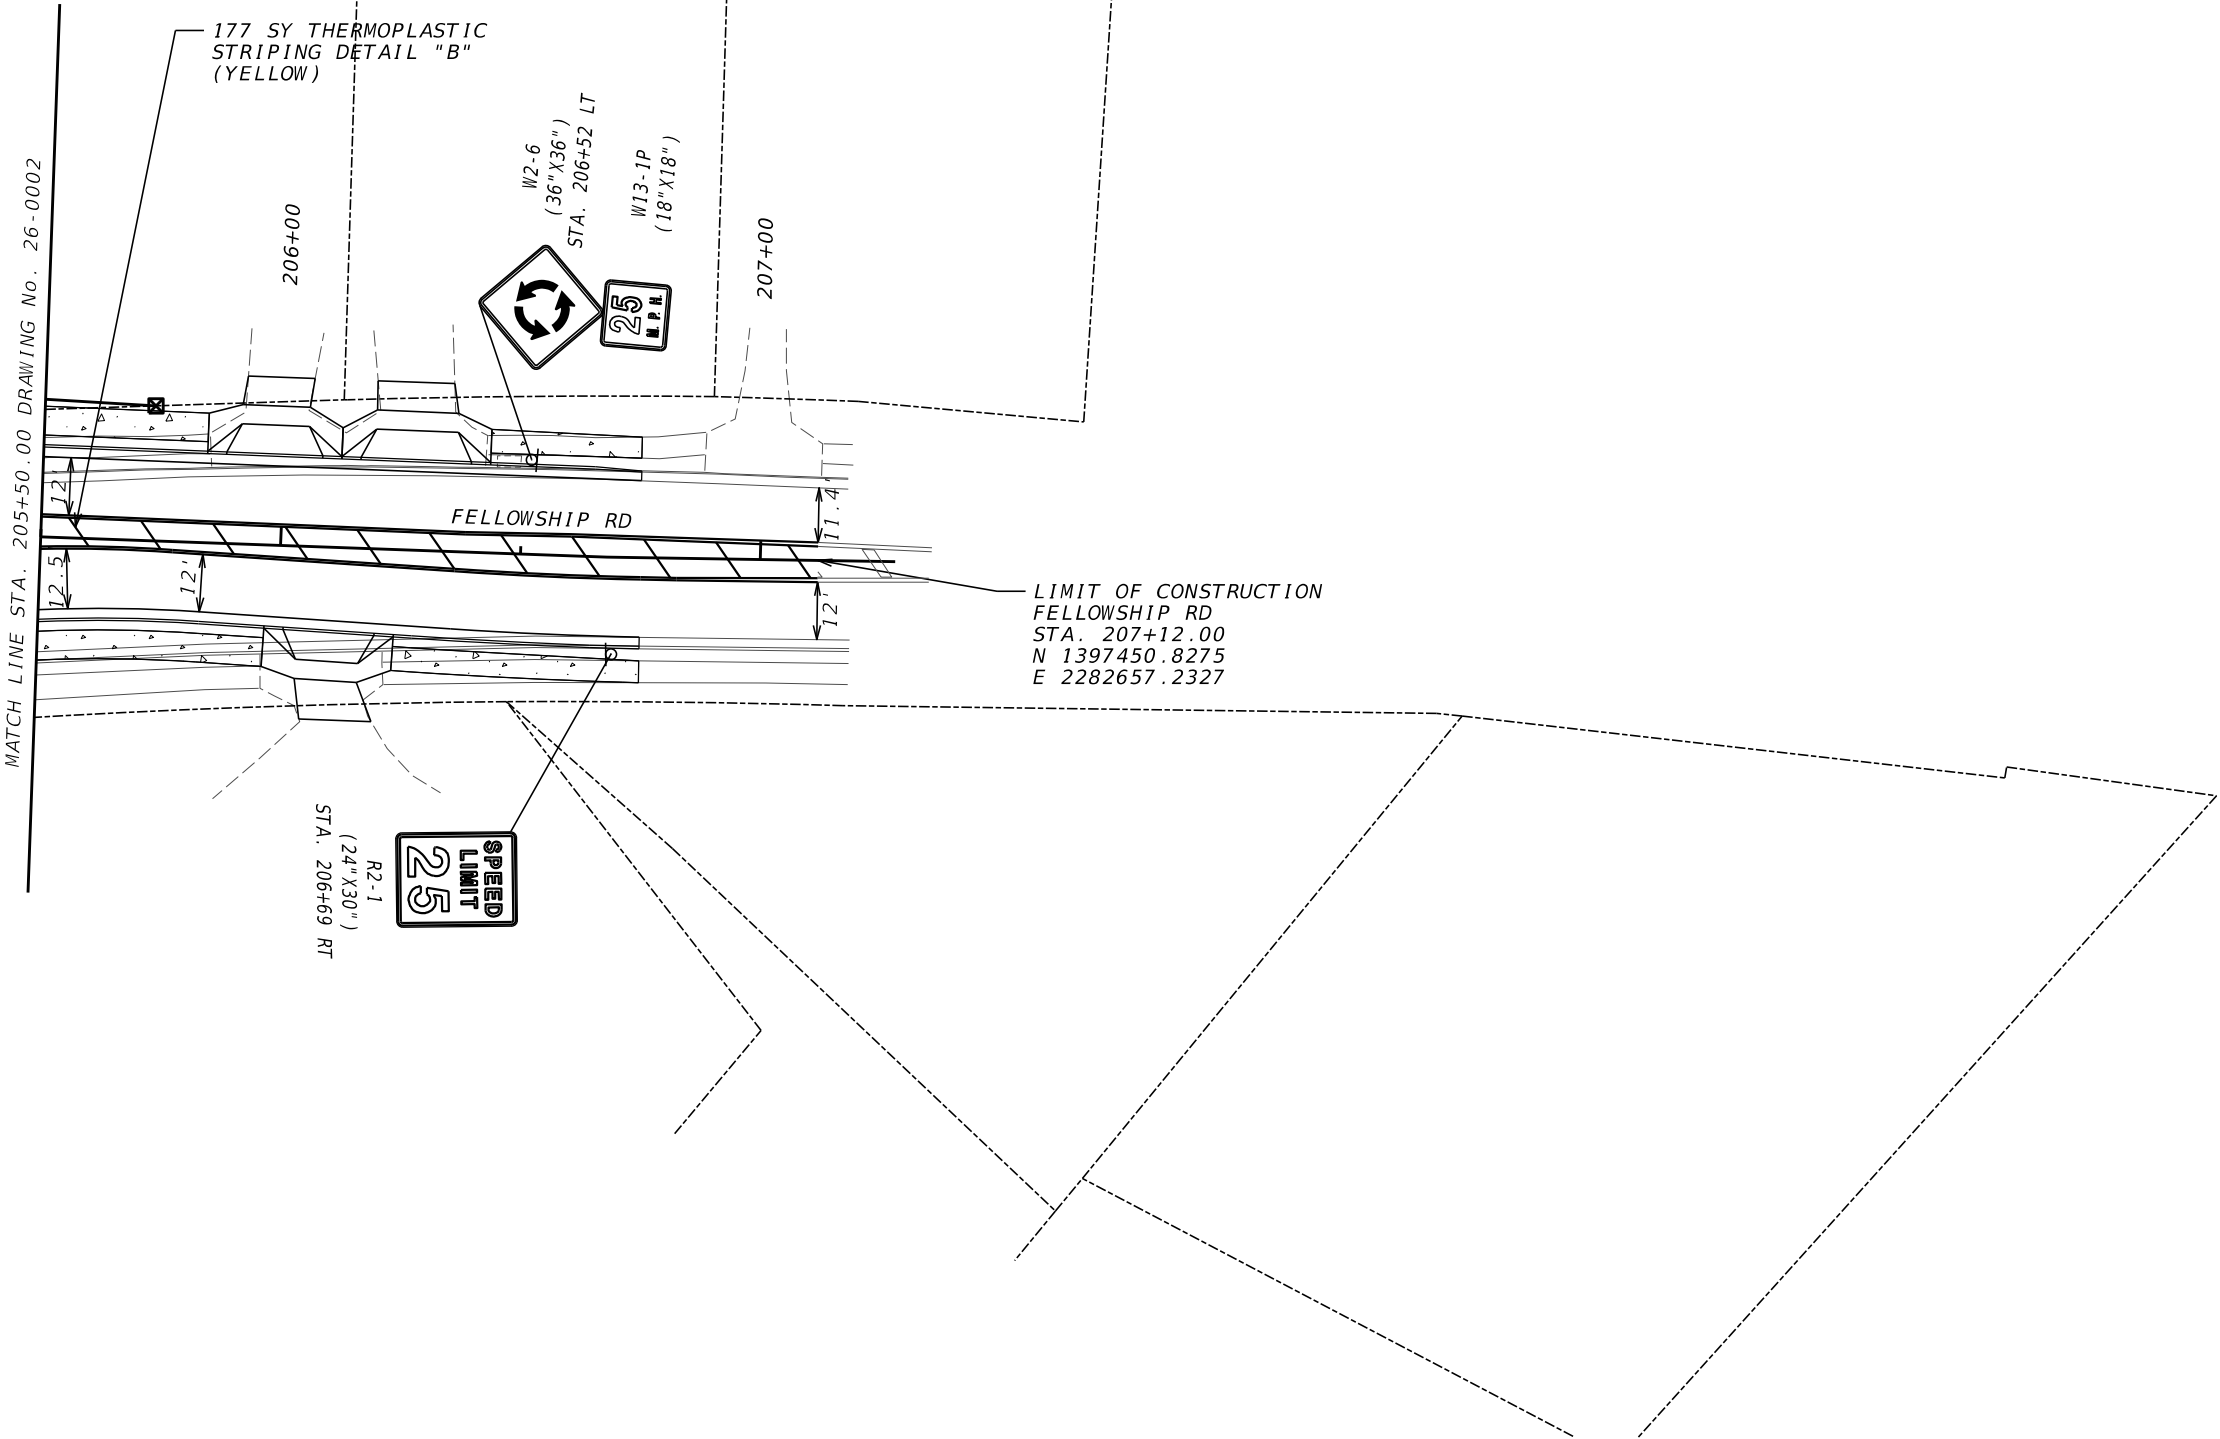 177 SY THERMOPLASTIC
STRIPING DETAIL "B"
(YELLOW)
MATCH LINE STA. 205+50.00 DRAWING No. 26-0002
206+00
W2-6
(36"X36")
STA. 206+52 LT
W13-1P
(18"X18")
25
M.P.H.
207+00
12'
11.4'
FELLOWSHIP RD
12.5'
12'
12'
LIMIT OF CONSTRUCTION
FELLOWSHIP RD
STA. 207+12.00
N 1397450.8275
E 2282657.2327
SPEED
LIMIT
25
R2-1
(24"X30")
STA. 206+69 RT